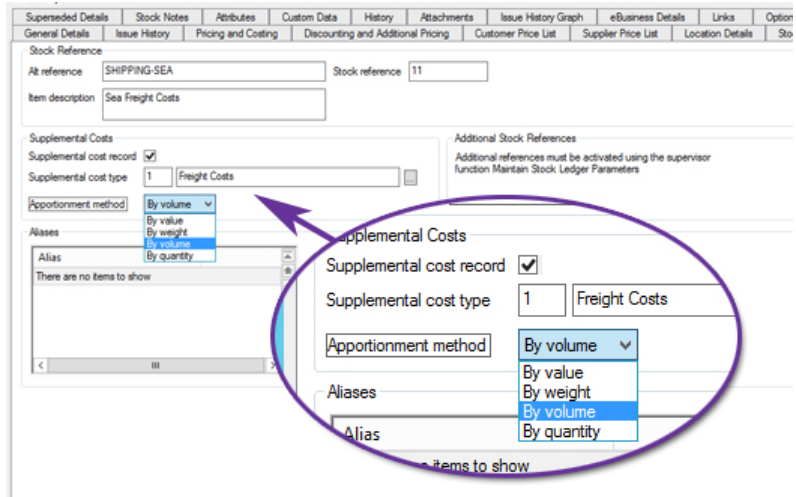 Superseded Details Stock Notes Attributes Custom Data History Attachments Issue History Graph eBusiness Details Links Option
General Details Issue History Pricing and Costing Discounting and Additional Pricing Customer Price List Supplier Price List Location Details Sto
Stock Reference
Alt reference SHIPPING-SEA Stock reference 11
Item description Sea Freight Costs
Supplemental Costs
Supplemental cost record
Supplemental cost type 1 Freight Costs ...
Apportionment method By volume
By value
By weight
By volume
By quantity
Additional Stock References
Additional references must be activated using the supervisor
function Maintain Stock Ledger Parameters
Aliases
Alias
There are no items to show
upplemental Costs
Supplemental cost record
Supplemental cost type 1 Freight Costs
Apportionment method By volume
By value
By weight
By volume
By quantity
Aliases
Alias
items to show